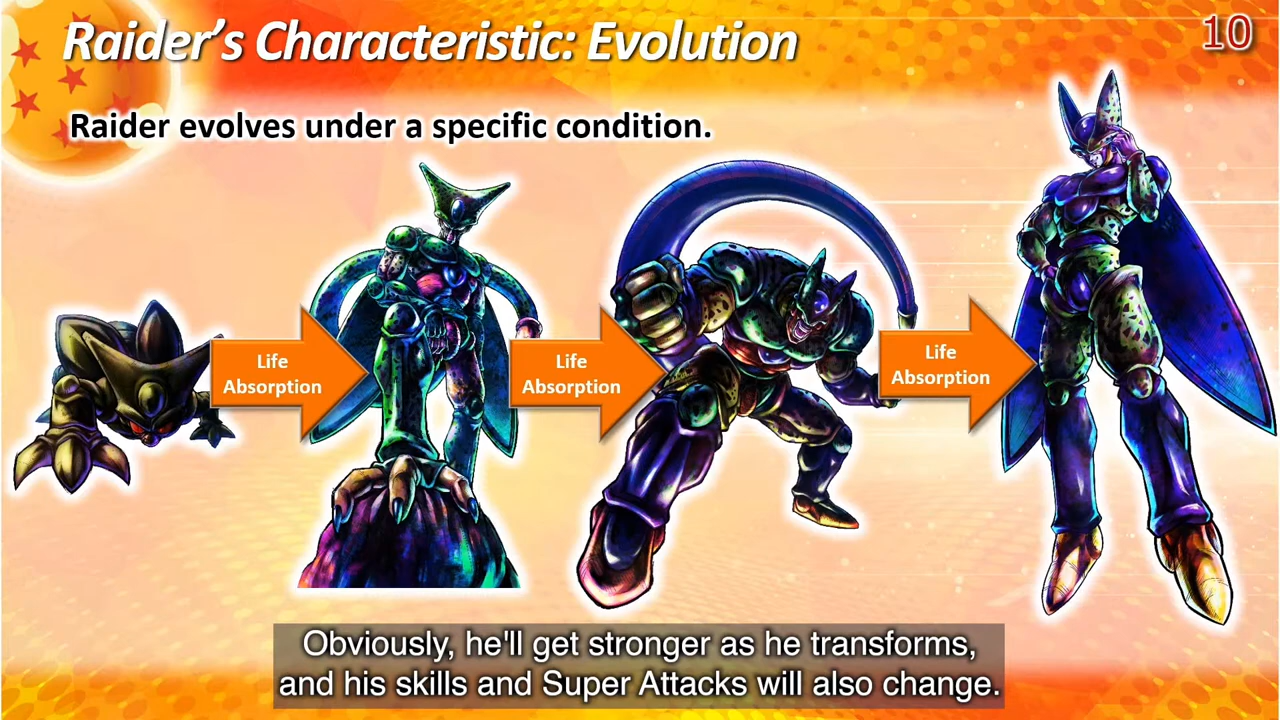 Raider's Characteristic: Evolution
10
Raider evolves under a specific condition.
Life
Absorption
Life
Absorption
Life
Absorption
Obviously, he'll get stronger as he transforms,
and his skills and Super Attacks will also change.